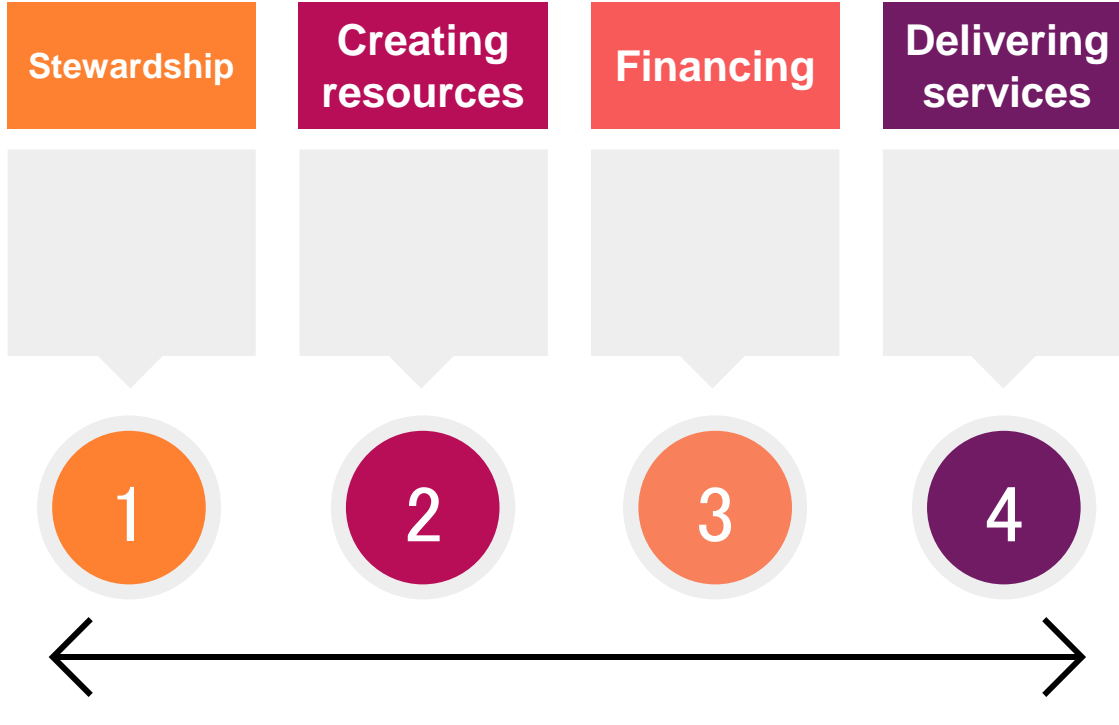 Stewardship
Creating
resources
Financing
Delivering
services
1
2
3
4